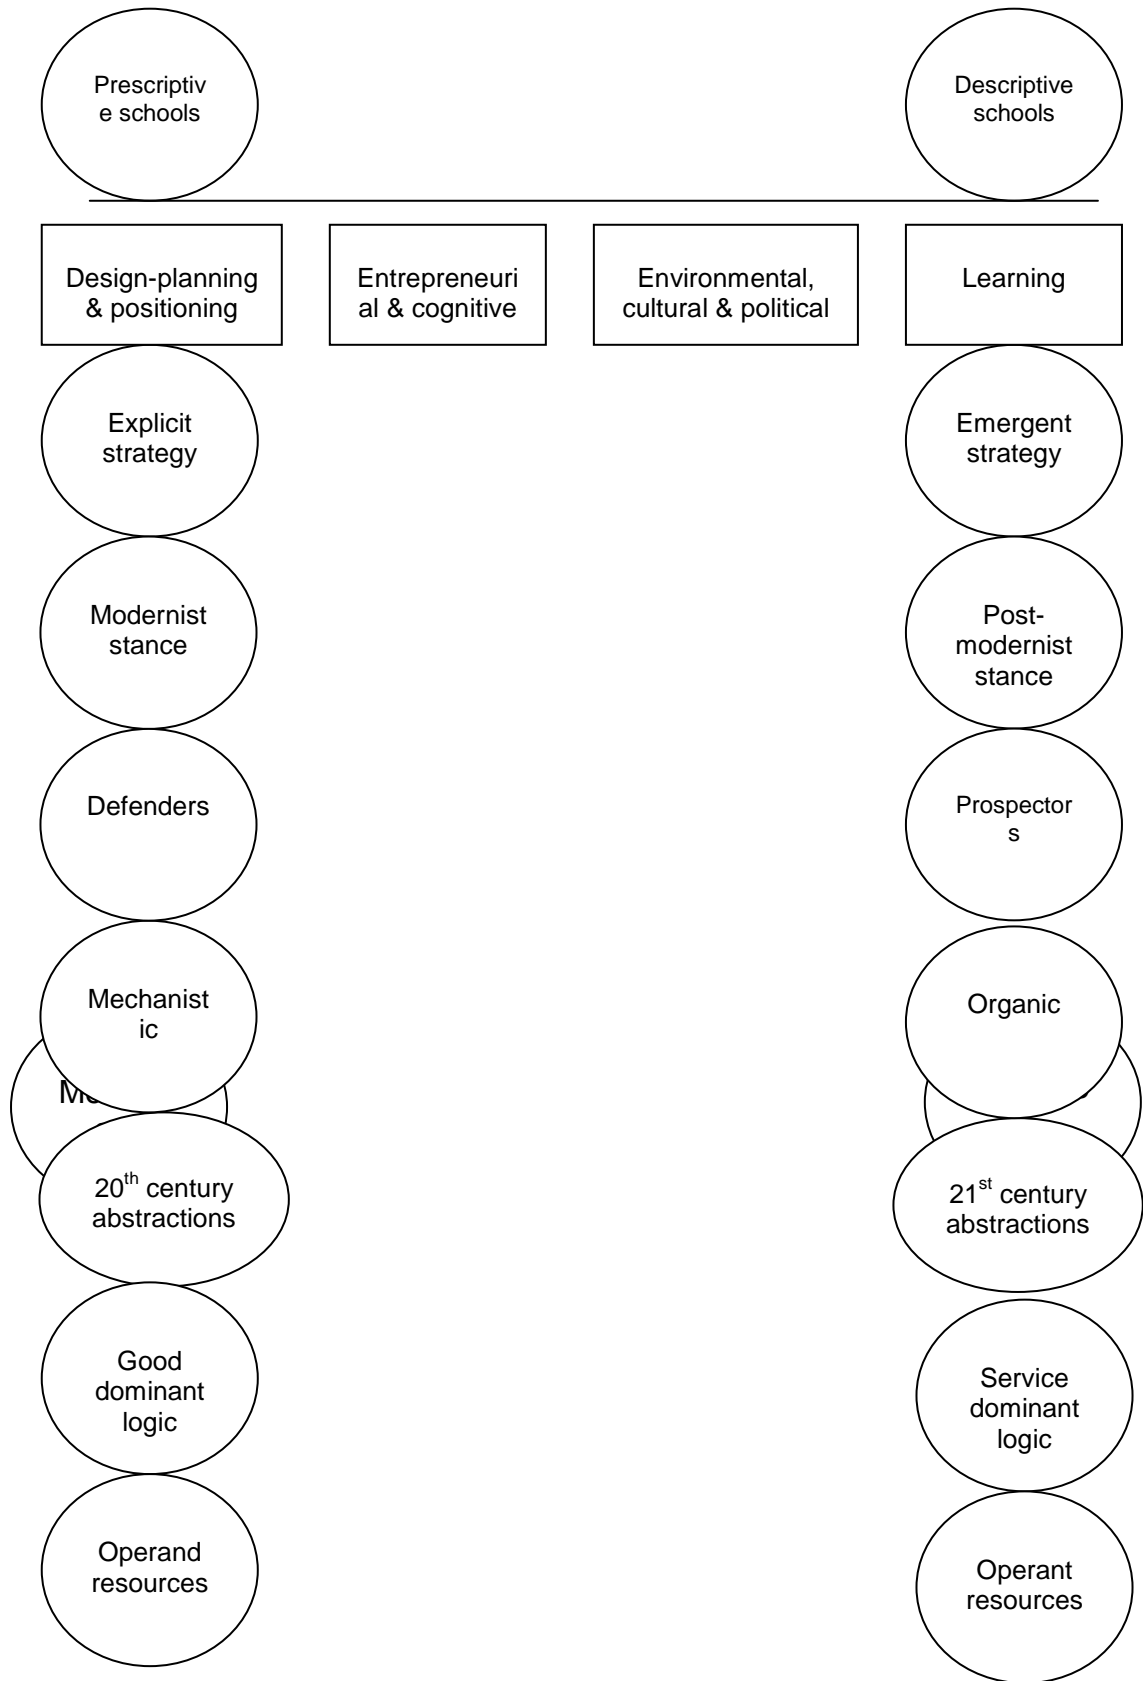 Prescriptiv
e schools
Descriptive
schools
Design-planning
& positioning
Entrepreneuri
al & cognitive
Environmental,
cultural & political
Learning
Explicit
strategy
Emergent
strategy
Modernist
stance
Post-
modernist
stance
Defenders
Prospector
s
Mechanist
ic
Organic
20th century
abstractions
21st century
abstractions
Good
dominant
logic
Service
dominant
logic
Operand
resources
Operant
resources